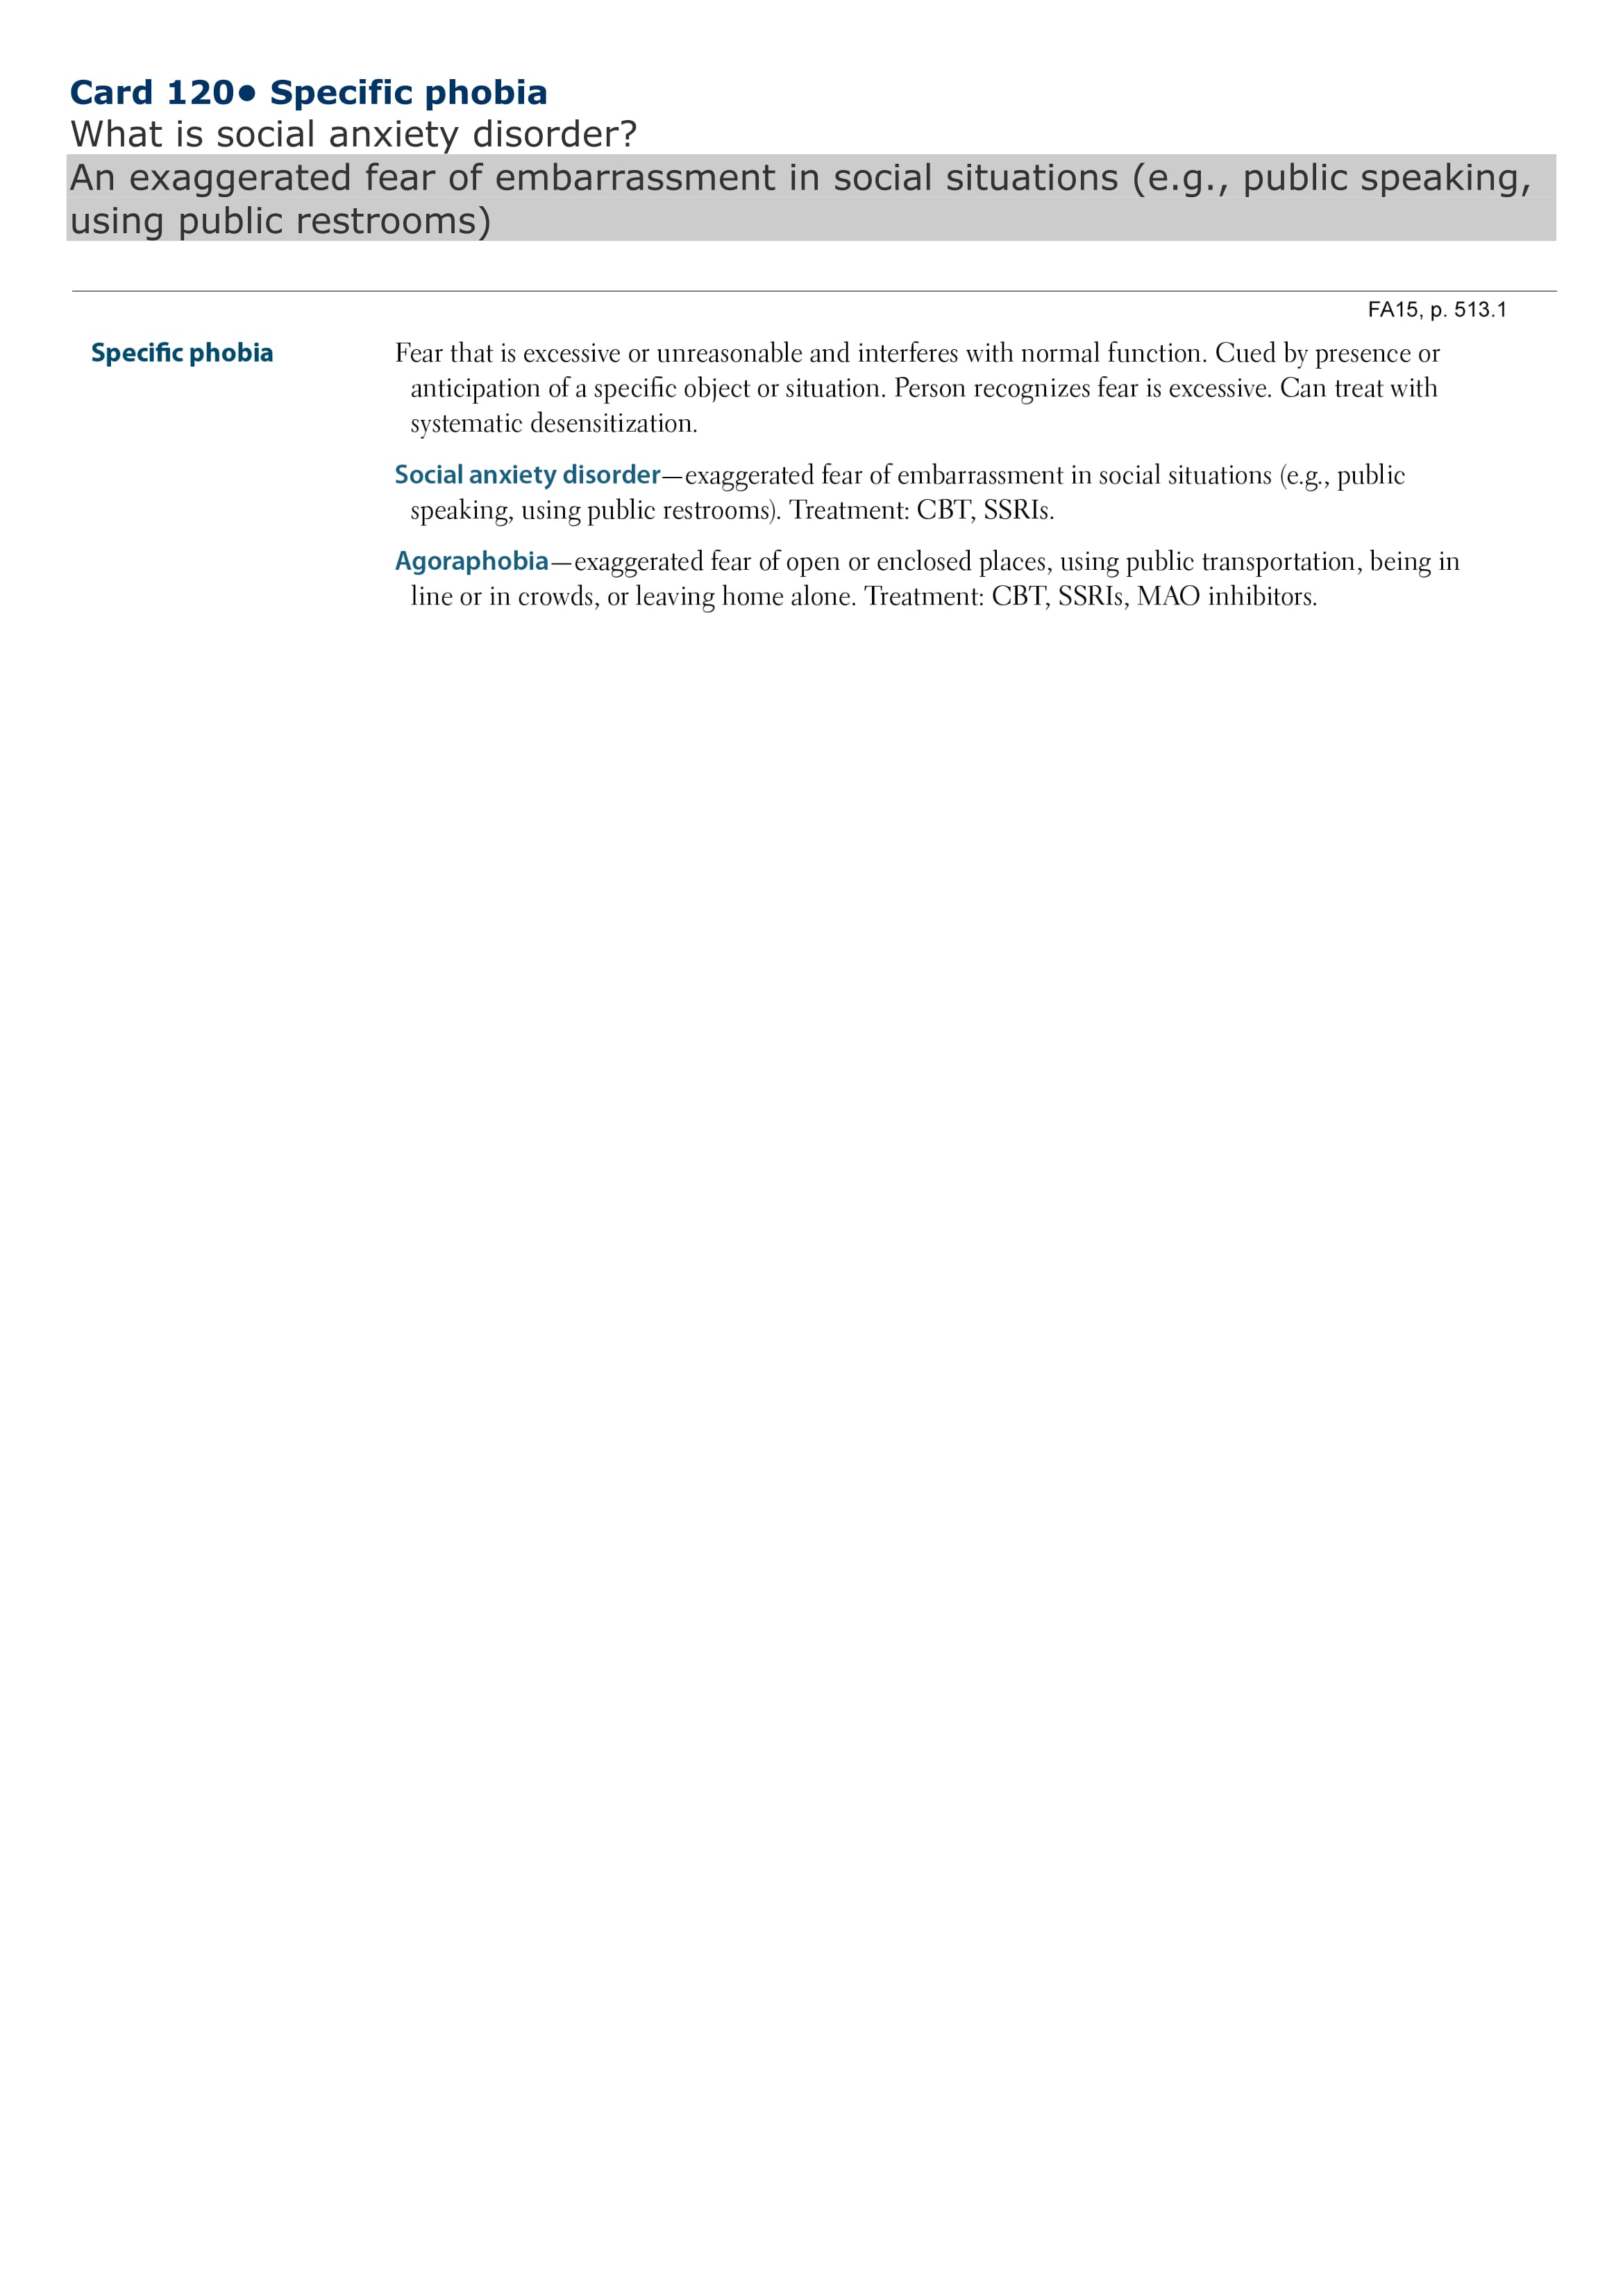 Card 120• Specific phobia
What is social anxiety disorder?
An exaggerated fear of embarrassment in social situations (e.g., public speaking,
using public restrooms)
FA15, p. 513.1
Specific phobia
Fear that is excessive or unreasonable and interferes with normal function. Cued by presence or
anticipation of a specific object or situation. Person recognizes fear is excessive. Can treat with
systematic desensitization.
Social anxiety disorder—exaggerated fear of embarrassment in social situations (e.g., public
speaking, using public restrooms). Treatment: CBT, SSRIs.
Agoraphobia—exaggerated fear of open or enclosed places, using public transportation, being in
line or in crowds, or leaving home alone. Treatment: CBT, SSRIs, MAO inhibitors.